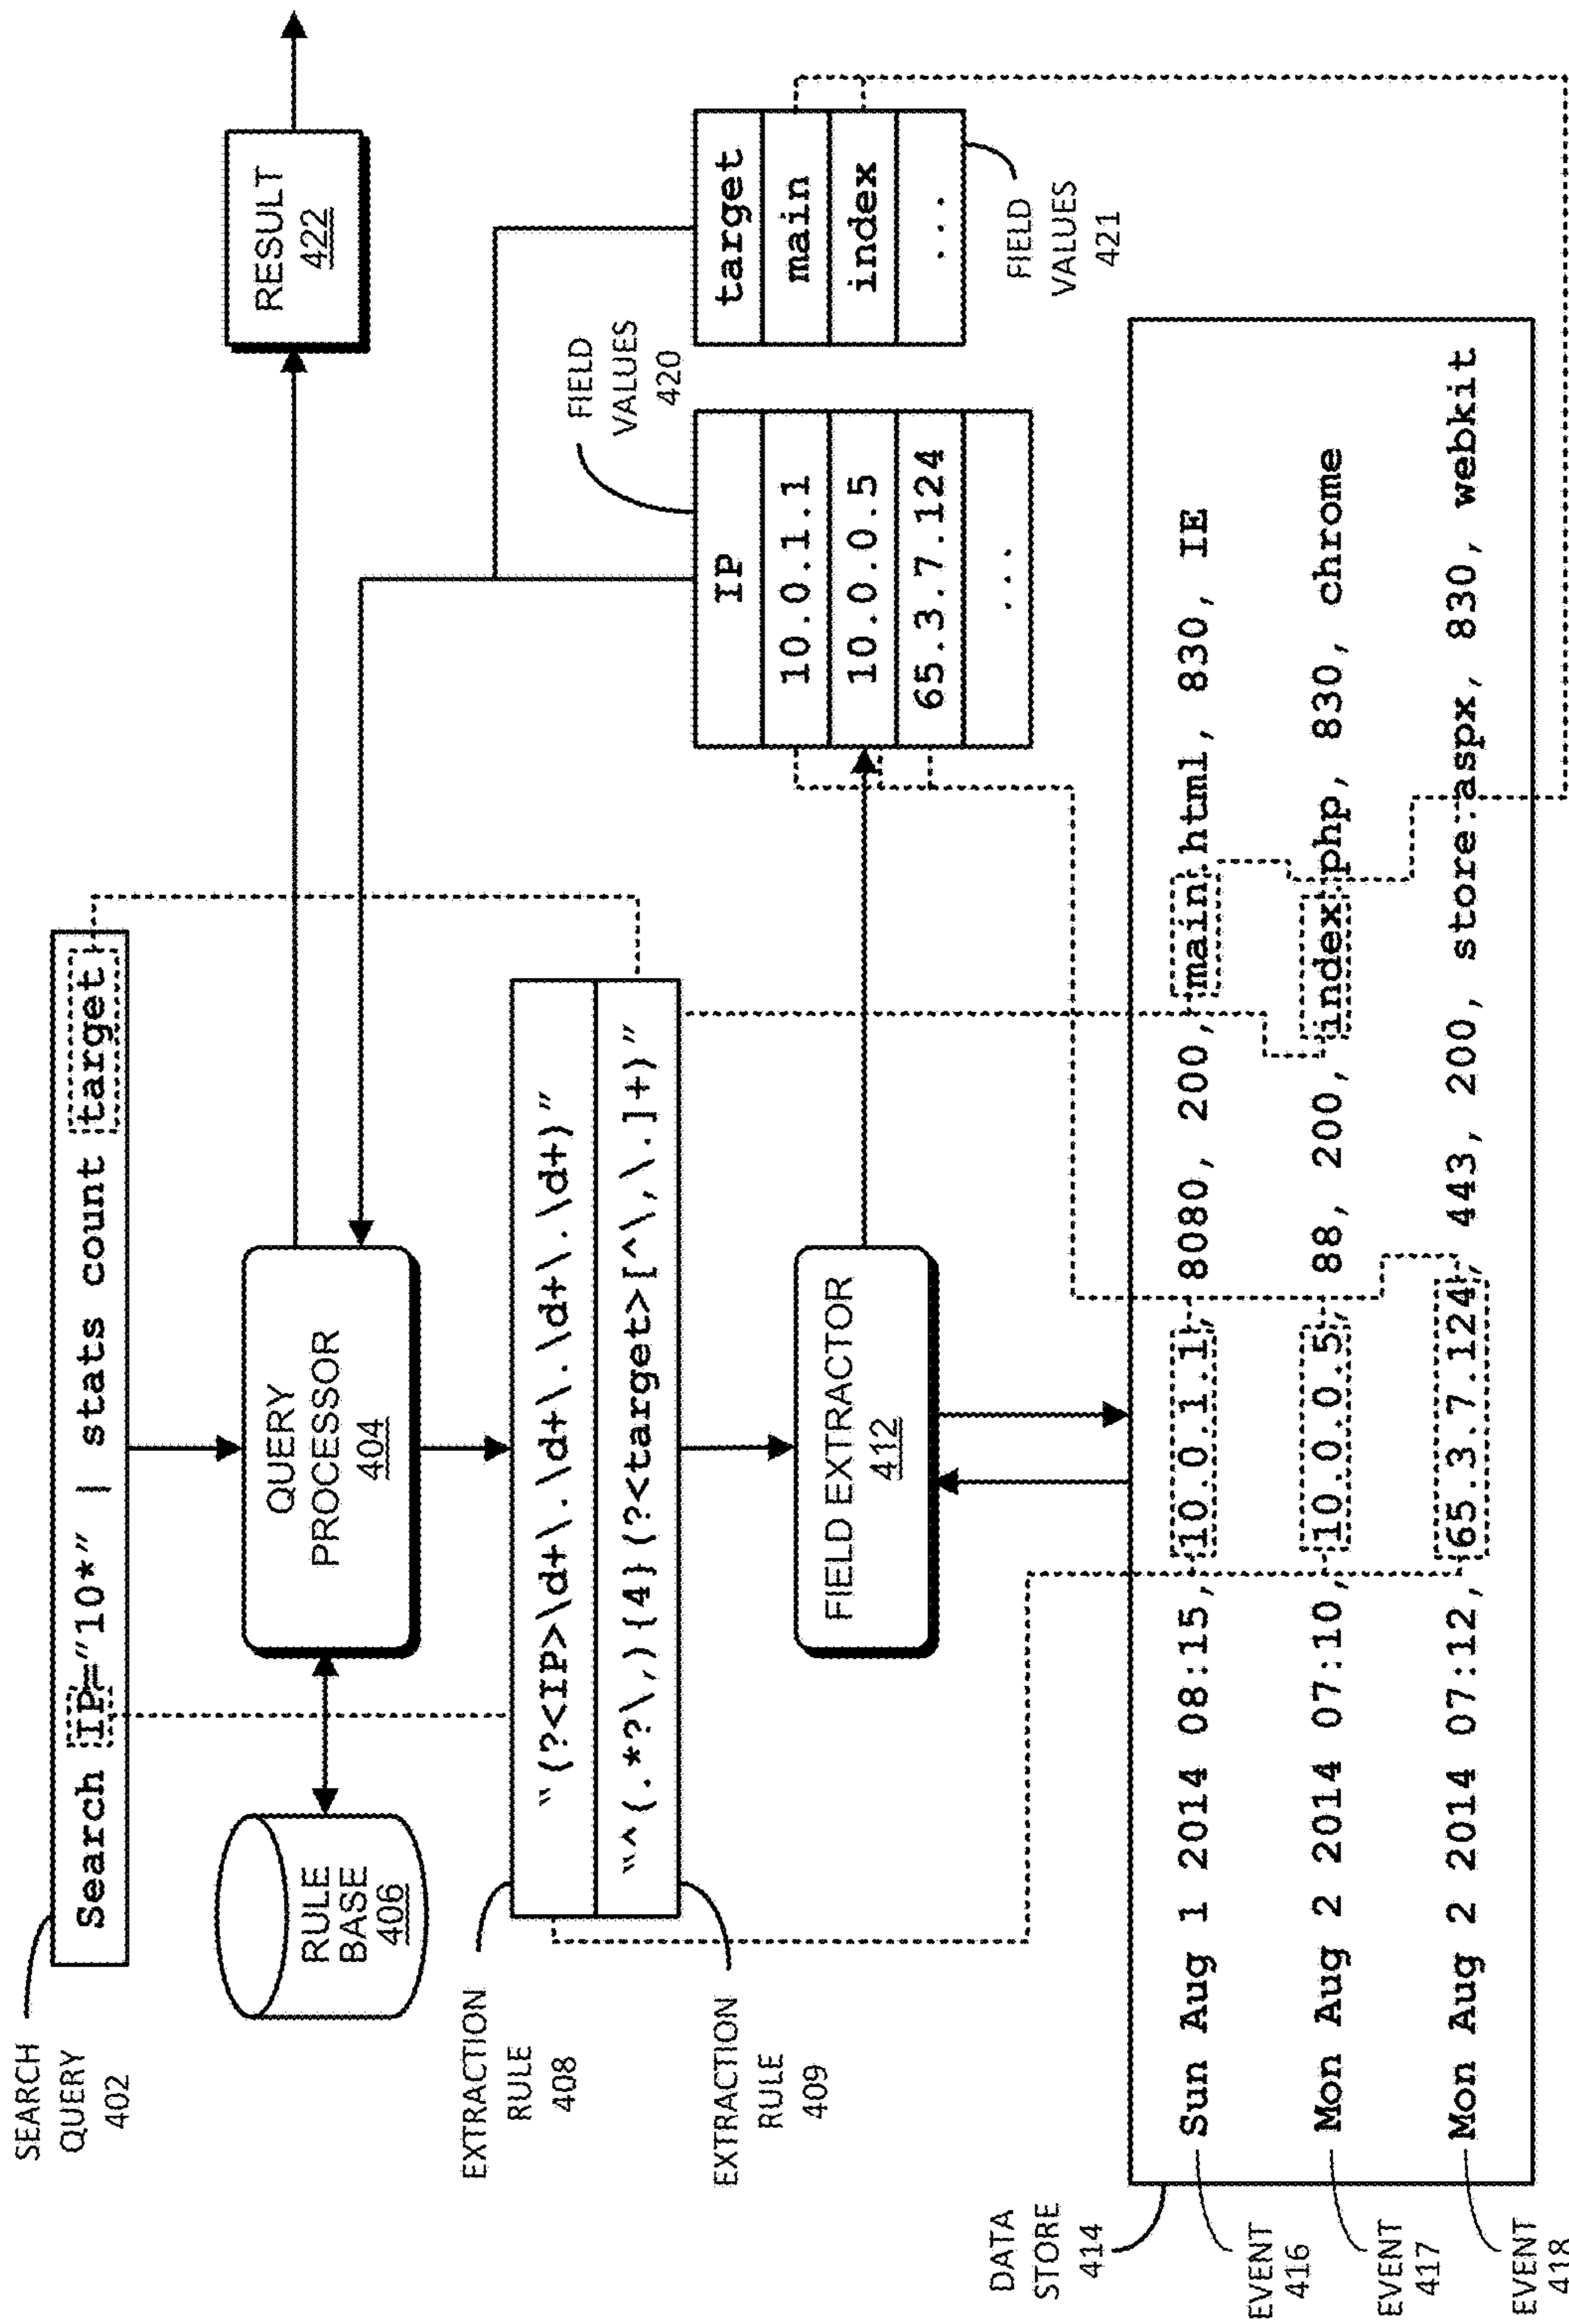 SEARCH
QUERY
402
Search IP="10*" | stats count target
RULE
BASE
406
QUERY
PROCESSOR
404
RESULT
422
EXTRACTION
RULE
408
"(?<IP>\d+\.\d+\.\d+\.\d+)"
"^(.*?\,){4}(?<target>[^\,\.]+)"
EXTRACTION
RULE
409
FIELD EXTRACTOR
412
FIELD
VALUES
420
IP
10.0.1.1
10.0.0.5
65.3.7.124
...
target
main
index
...
FIELD
VALUES
421
DATA
STORE
414
EVENT
416
Sun Aug 1 2014 08:15, 10.0.1.1, 8080, 200, main.html, 830, IE
EVENT
417
Mon Aug 2 2014 07:10, 10.0.0.5, 88, 200, index.php, 830, chrome
EVENT
418
Mon Aug 2 2014 07:12, 65.3.7.124, 443, 200, store.aspx, 830, webkit